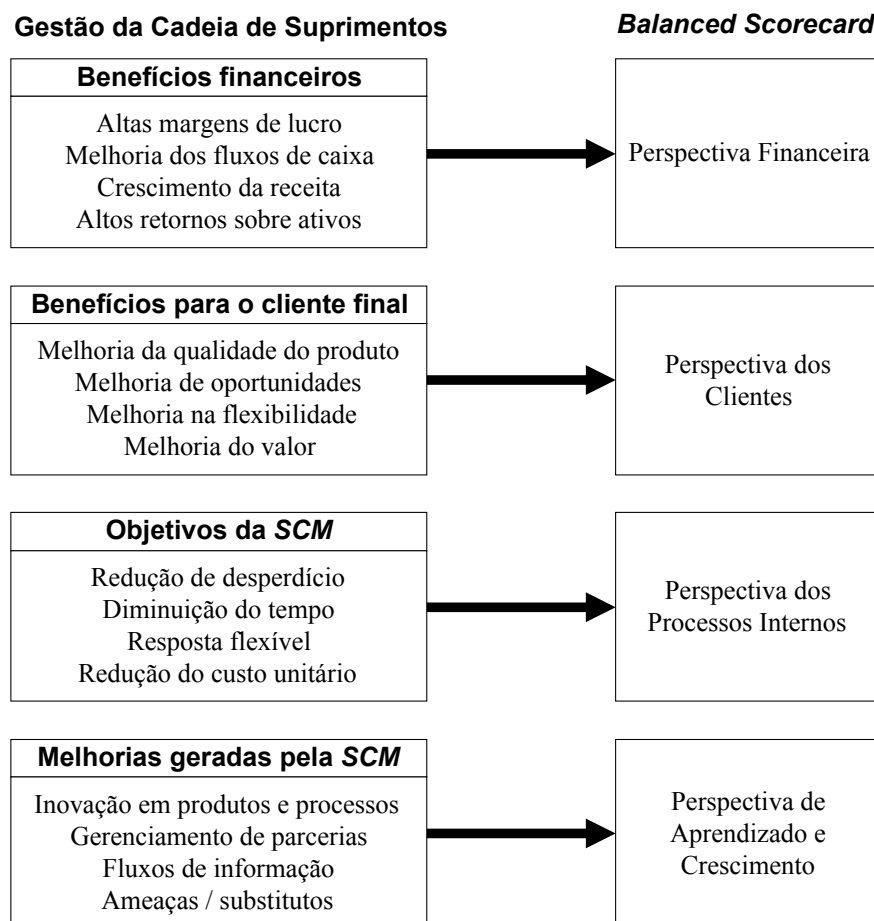 Gestão da Cadeia de Suprimentos
Balanced Scorecard
Benefícios financeiros
Altas margens de lucro
Melhoria dos fluxos de caixa
Crescimento da receita
Altos retornos sobre ativos
Perspectiva Financeira
Benefícios para o cliente final
Melhoria da qualidade do produto
Melhoria de oportunidades
Melhoria na flexibilidade
Melhoria do valor
Perspectiva dos
Clientes
Objetivos da SCM
Redução de desperdício
Diminuição do tempo
Resposta flexível
Redução do custo unitário
Perspectiva dos
Processos Internos
Melhorias geradas pela SCM
Inovação em produtos e processos
Gerenciamento de parcerias
Fluxos de informação
Ameaças / substitutos
Perspectiva de
Aprendizado e
Crescimento